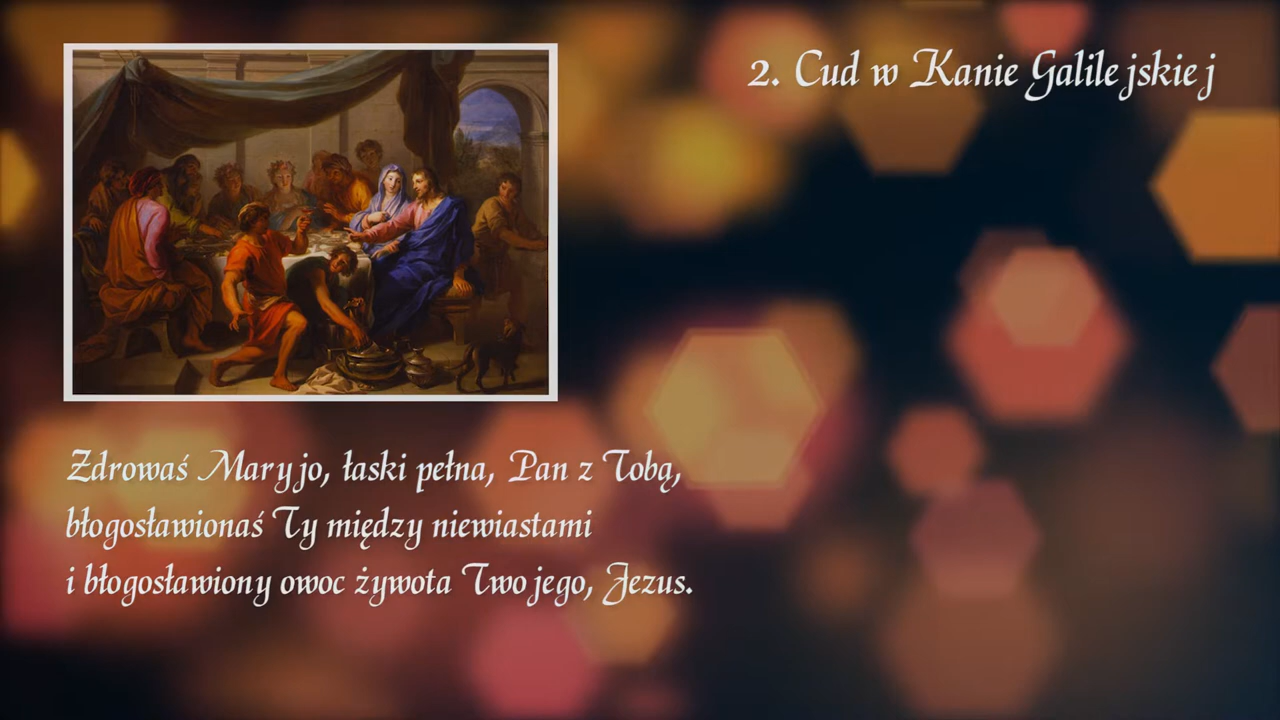 2. Cud w Kanie Galilejskiej
Zdrowaś Maryjo, łaski pełna, Pan z Tobą,
błogosławionaś Ty między niewiastami
i błogosławiony owoc żywota Twojego, Jezus.